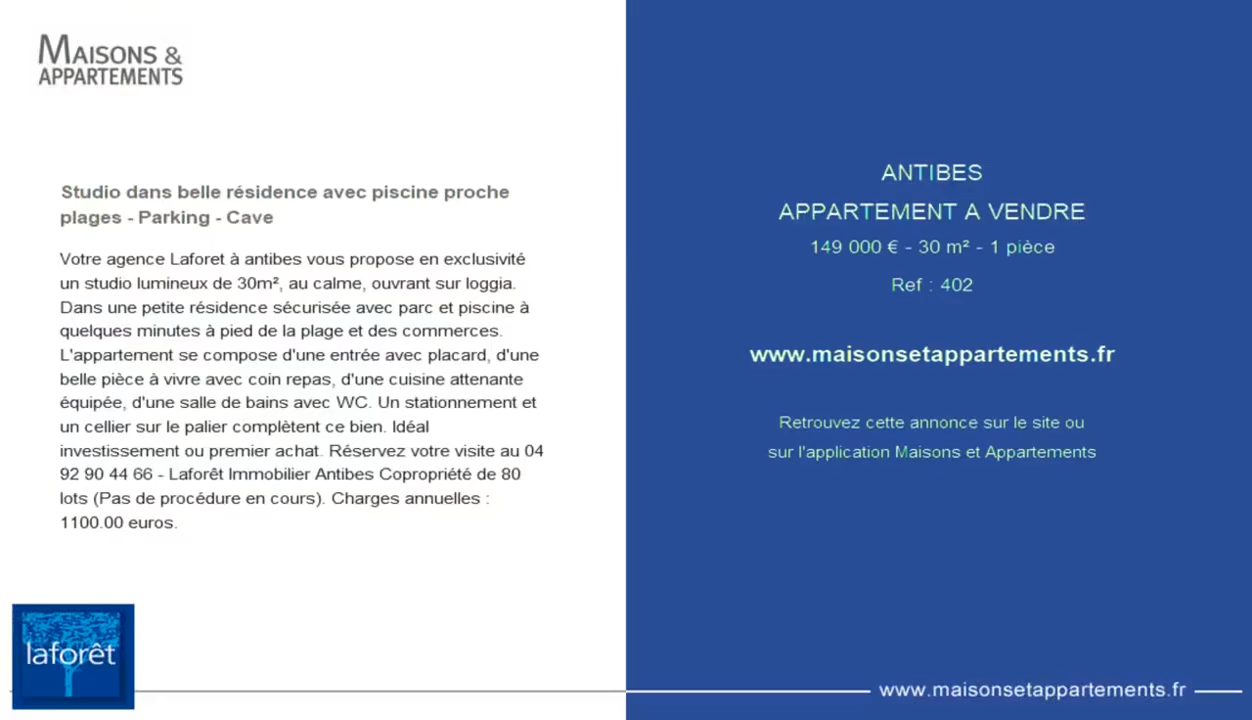 MAISONS &
APPARTEMENTS
Studio dans belle résidence avec piscine proche
plages - Parking - Cave
Votre agence Laforet à antibes vous propose en exclusivité
un studio lumineux de 30m², au calme, ouvrant sur loggia.
Dans une petite résidence sécurisée avec parc et piscine à
quelques minutes à pied de la plage et des commerces.
L'appartement se compose d'une entrée avec placard, d'une
belle pièce à vivre avec coin repas, d'une cuisine attenante
équipée, d'une salle de bains avec WC. Un stationnement et
un cellier sur le palier complètent ce bien. Idéal
investissement ou premier achat. Réservez votre visite au 04
92 90 44 66 - Laforêt Immobilier Antibes Copropriété de 80
lots (Pas de procédure en cours). Charges annuelles :
1100.00 euros.
laforêt
ANTIBES
APPARTEMENT A VENDRE
149 000 € - 30 m² - 1 pièce
Ref : 402
www.maisonsetappartements.fr
Retrouvez cette annonce sur le site ou
sur l'application Maisons et Appartements
www.maisonsetappartements.fr